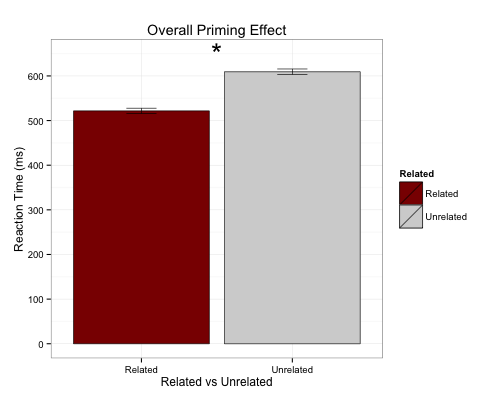 Overall Priming Effect
*
600
500
400
300
200
100
0
Reaction Time (ms)
Related Unrelated
Related vs Unrelated
Related
Related
Unrelated